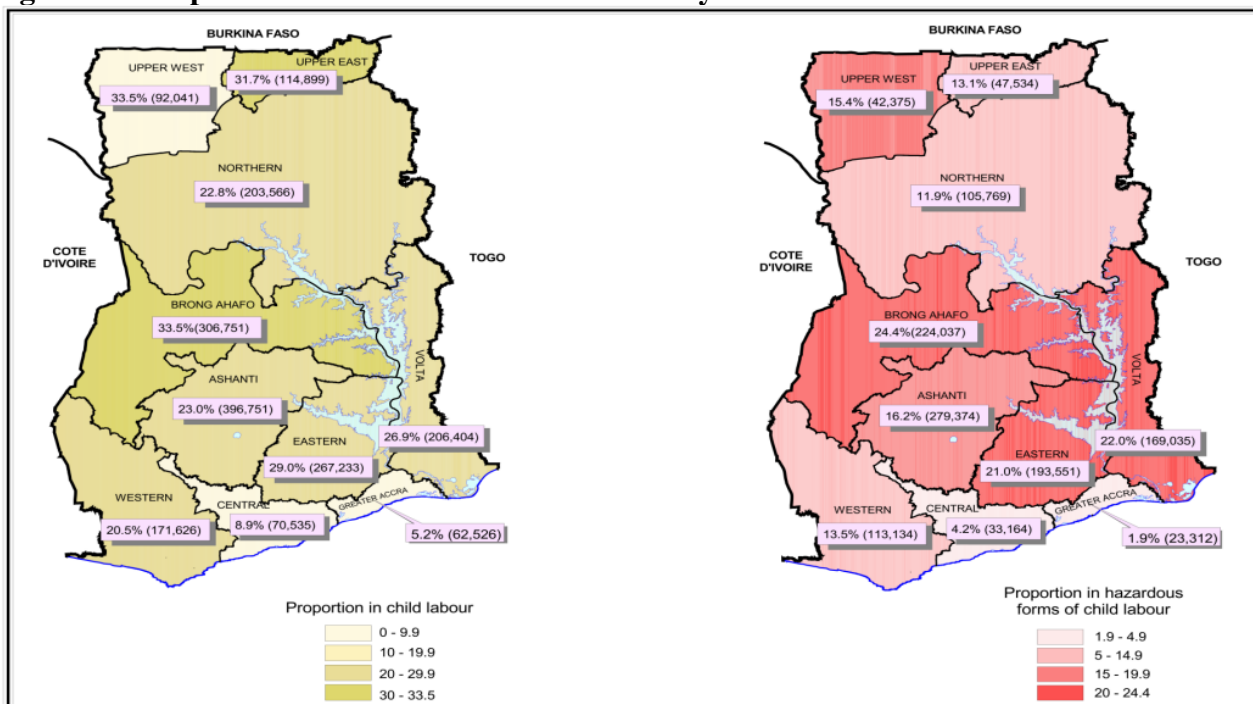 BURKINA FASO
UPPER WEST
UPPER EAST
33.5% (92,041)
31.7% (114,899)
NORTHERN
22.8% (203,566)
COTE
D'IVOIRE
TOGO
BRONG AHAFO
33.5%(306,751)
VOLTA
ASHANTI
23.0% (396,751)
EASTERN
26.9% (206,404)
29.0% (267,233)
WESTERN
CENTRAL
GREATER ACCRA
20.5% (171,626)
8.9% (70,535)
5.2% (62,526)
Proportion in child labour
0 - 9.9
10 - 19.9
20 - 29.9
30 - 33.5
BURKINA FASO
UPPER WEST
UPPER EAST
15.4% (42,375)
13.1% (47,534)
NORTHERN
11.9% (105,769)
COTE
D'IVOIRE
TOGO
BRONG AHAFO
24.4%(224,037)
VOLTA
ASHANTI
16.2% (279,374)
EASTERN
22.0% (169,035)
21.0% (193,551)
WESTERN
CENTRAL
GREATER ACCRA
13.5% (113,134)
4.2% (33,164)
1.9% (23,312)
Proportion in hazardous
forms of child labour
1.9 - 4.9
5 - 14.9
15 - 19.9
20 - 24.4